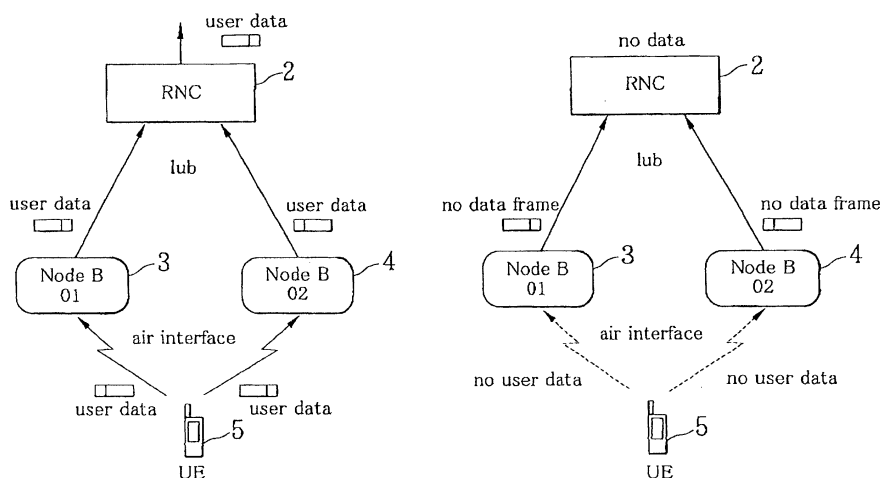 user data
2
RNC
lub
user data
user data
Node B
01
3
Node B
02
4
air interface
user data
user data
5
UE
no data
2
RNC
lub
no data frame
no data frame
Node B
01
3
Node B
02
4
air interface
no user data
no user data
5
UE